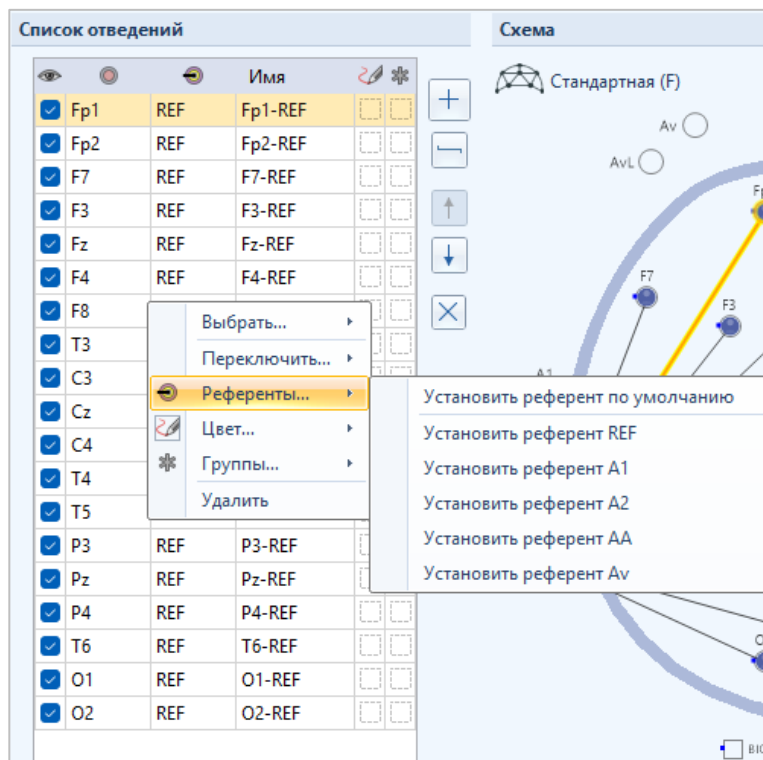 Список отведений
Схема
Имя
Стандартная (F)
Fp1 REF Fp1-REF
Fp2 REF Fp2-REF
F7 REF F7-REF
F3 REF F3-REF
Fz REF Fz-REF
F4 REF F4-REF
F8
T3
C3
Cz
C4
T4
T5
P3 REF P3-REF
Pz REF Pz-REF
P4 REF P4-REF
T6 REF T6-REF
O1 REF O1-REF
O2 REF O2-REF
Выбрать...
Переключить...
Референты...
Цвет...
Группы...
Удалить
Установить референт по умолчанию
Установить референт REF
Установить референт A1
Установить референт A2
Установить референт AA
Установить референт Av
Av
AvL
F7
F3
A1